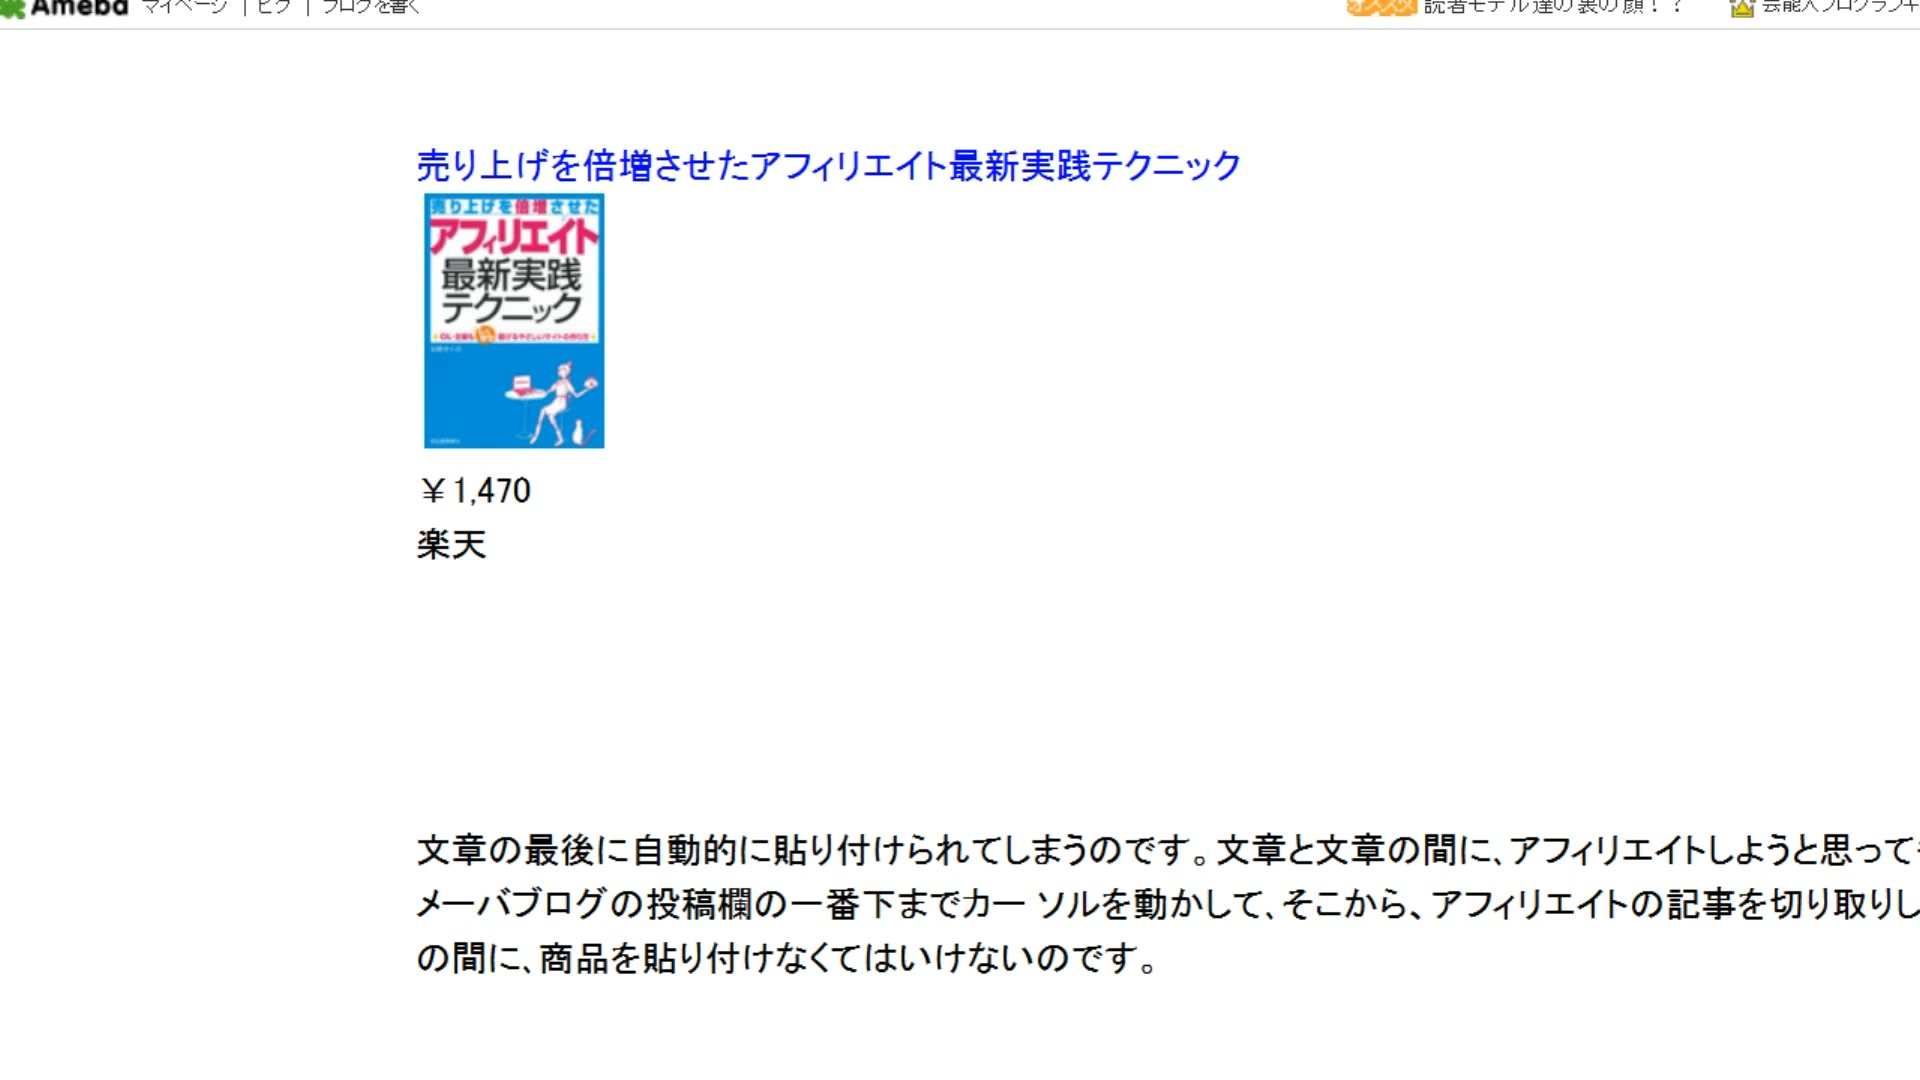 Ameba マイページ | ピグ | ブログを書く
オススメ 読者モデル達の裏の顔！？ 芸能人ブログランキ
売り上げを倍増させたアフィリエイト最新実践テクニック
売り上げを倍増させた
アフィリエイト
最新実践
テクニック
￥1,470
楽天
文章の最後に自動的に貼り付けられてしまうのです。文章と文章の間に、アフィリエイトしようと思って
メーバブログの投稿欄の一番下までカー ソルを動かして、そこから、アフィリエイトの記事を切り取りし
の間に、商品を貼り付けなくてはいけないのです。